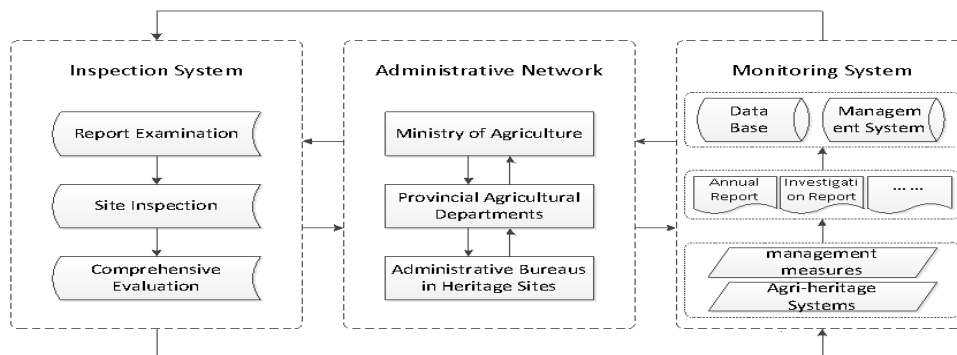 Inspection System
Report Examination
Site Inspection
Comprehensive
Evaluation
Administrative Network
Ministry of Agriculture
Provincial Agricultural
Departments
Administrative Bureaus
in Heritage Sites
Monitoring System
Data
Base
Managem
ent System
Annual
Report
Investigati
on Report
... ...
management
measures
Agri-heritage
Systems